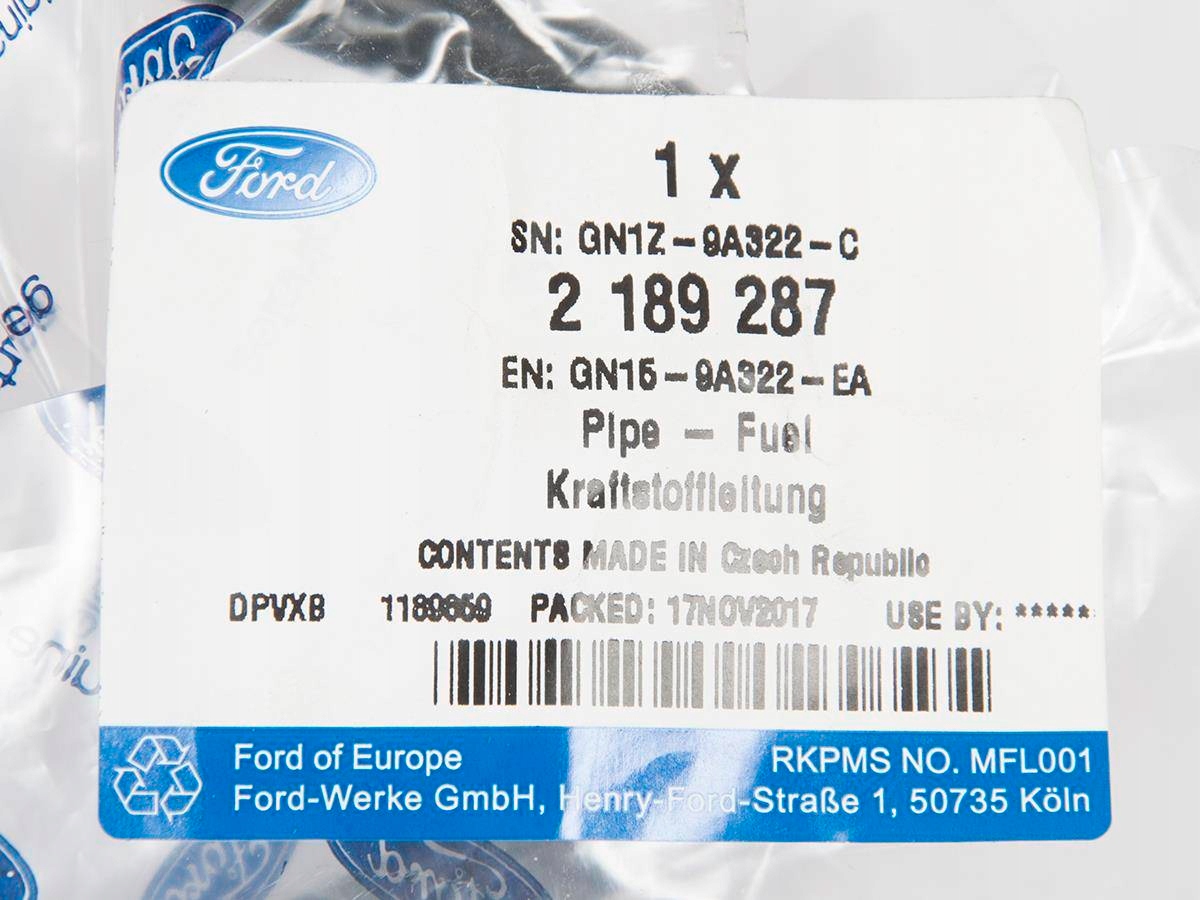 Ford
1 x
SN: GN1Z-9A322-C
2 189 287
EN: GN15-9A322-EA
Pipe - Fuel
Kraftstoffleitung
CONTENTS MADE IN Czech Republic
DPVXB 1189659 PACKED: 17NOV2017 USE BY: *****
Ford of Europe
RKPMS NO. MFL001
Ford-Werke GmbH, Henry-Ford-Straße 1, 50735 Köln